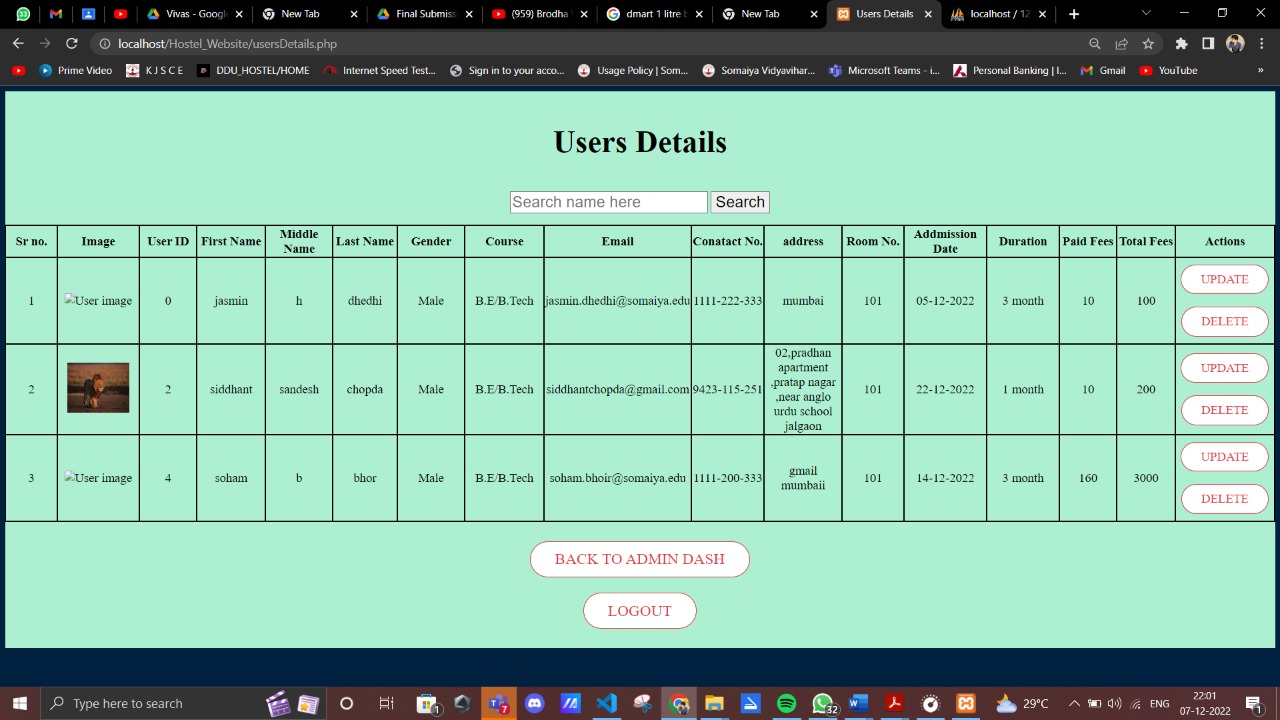 33
Vivas - Google
New Tab
Final Submiss
(959) Brodha V
dmart 1 litre b
New Tab
Users Details
localhost / 12
localhost/Hostel_Website/usersDetails.php
Prime Video
K J S C E
DDU_HOSTEL/HOME
Internet Speed Test...
Sign in to your acco...
Usage Policy | Som...
Somaiya Vidyavihar...
Microsoft Teams - i...
Personal Banking | I...
Gmail
YouTube
»
Users Details
Search name here Search
Sr no. Image User ID First Name Middle Name Last Name Gender Course Email Conatact No. address Room No. Addmission Date Duration Paid Fees Total Fees Actions
1 User image 0 jasmin h dhedhi Male B.E/B.Tech jasmin.dhedhi@somaiya.edu 1111-222-333 mumbai 101 05-12-2022 3 month 10 100 UPDATE
DELETE
2 siddhant sandesh chopda Male B.E/B.Tech siddhantchopda@gmail.com 9423-115-251 02,pradhan apartment ,pratap nagar ,near anglo urdu school jalgaon 101 22-12-2022 1 month 10 200 UPDATE
2
DELETE
3 User image 4 soham b bhor Male B.E/B.Tech soham.bhoir@somaiya.edu 1111-200-333 gmail mumbaii 101 14-12-2022 3 month 160 3000 UPDATE
DELETE
BACK TO ADMIN DASH
LOGOUT
Type here to search
1
7
32
29°C
ENG
22:01
07-12-2022
1